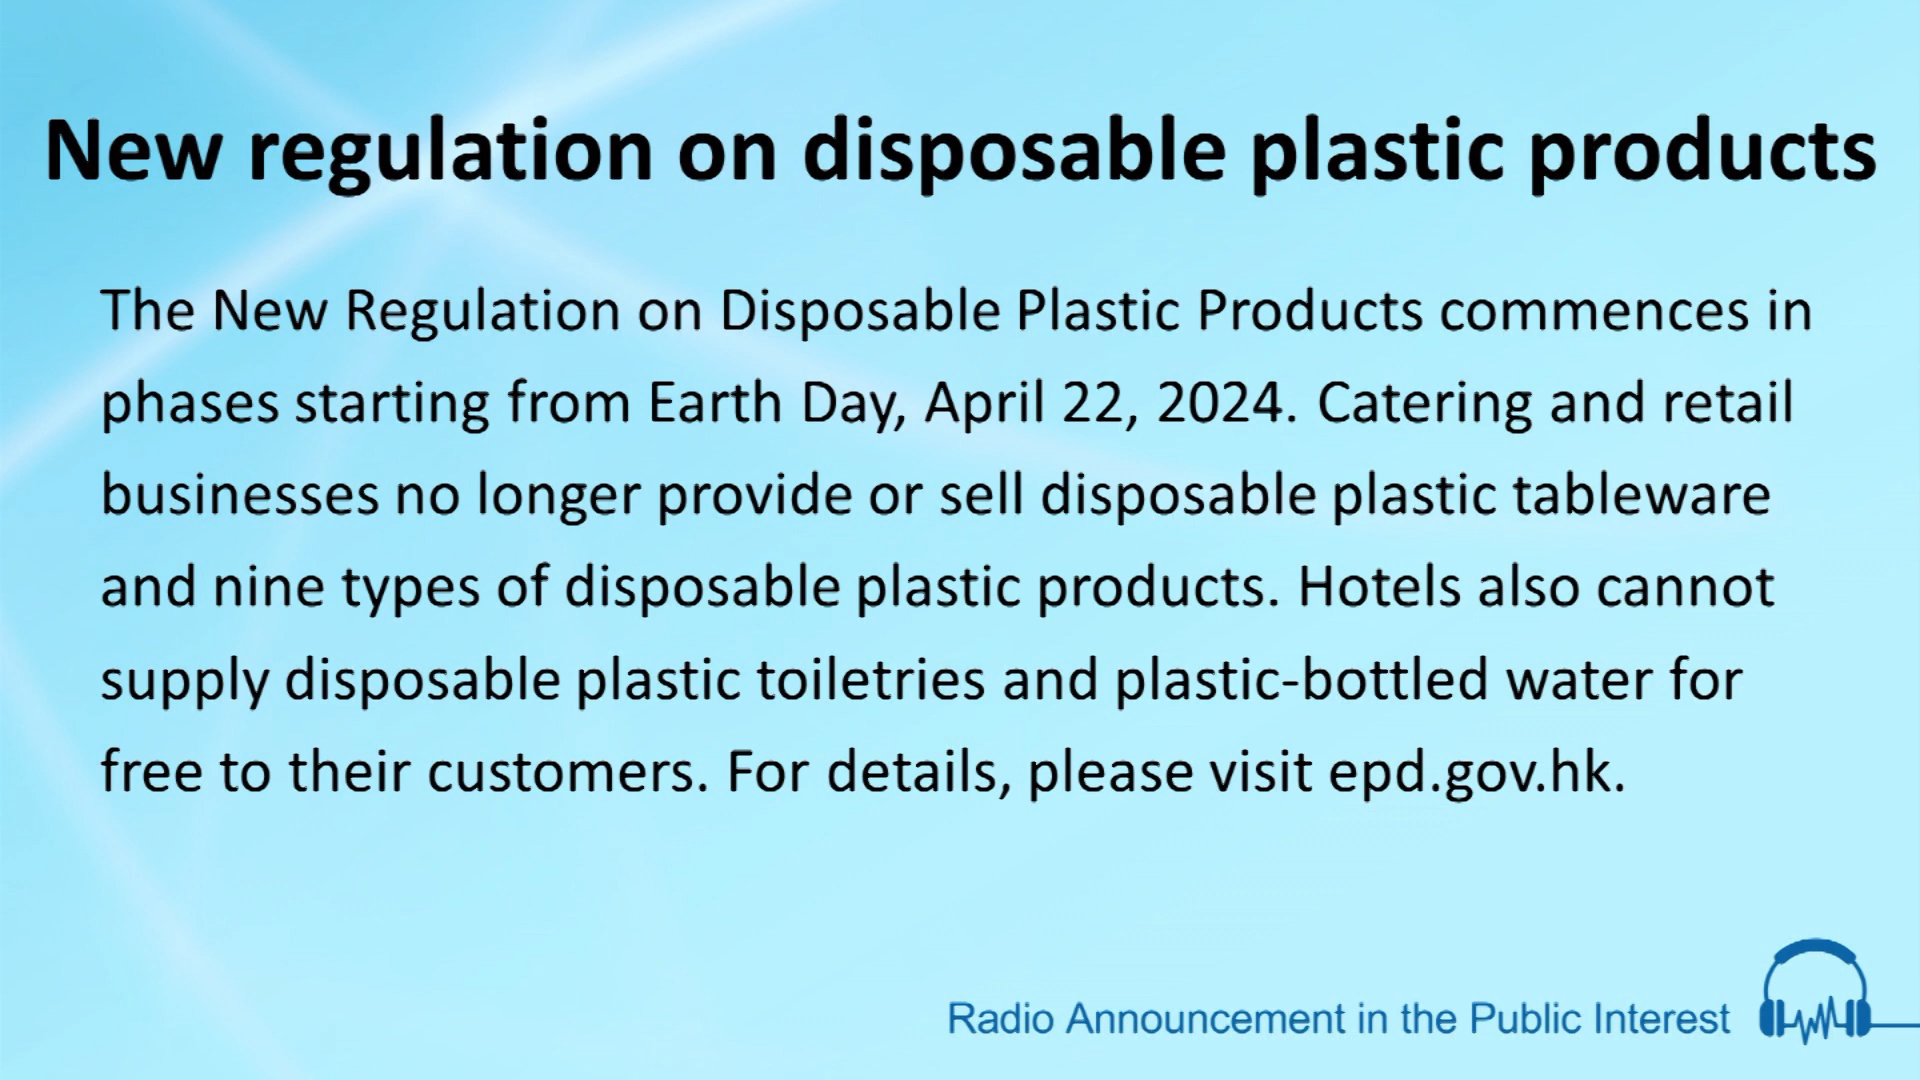 New regulation on disposable plastic products
The New Regulation on Disposable Plastic Products commences in
phases starting from Earth Day, April 22, 2024. Catering and retail
businesses no longer provide or sell disposable plastic tableware
and nine types of disposable plastic products. Hotels also cannot
supply disposable plastic toiletries and plastic-bottled water for
free to their customers. For details, please visit epd.gov.hk.
Radio Announcement in the Public Interest